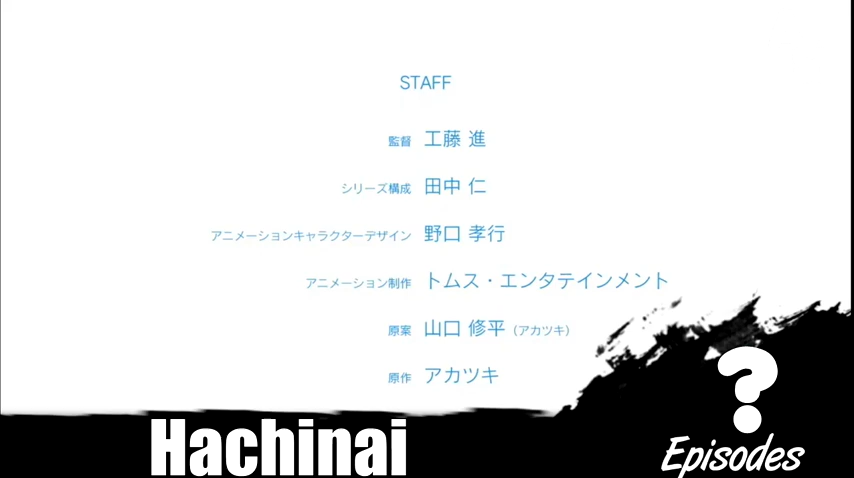 STAFF
監督 工藤 進
シリーズ構成 田中 仁
アニメーションキャラクターデザイン 野口 孝行
アニメーション制作 トムス・エンタテインメント
原案 山口 修平（アカツキ）
原作 アカツキ
?
Hachinai
Episodes